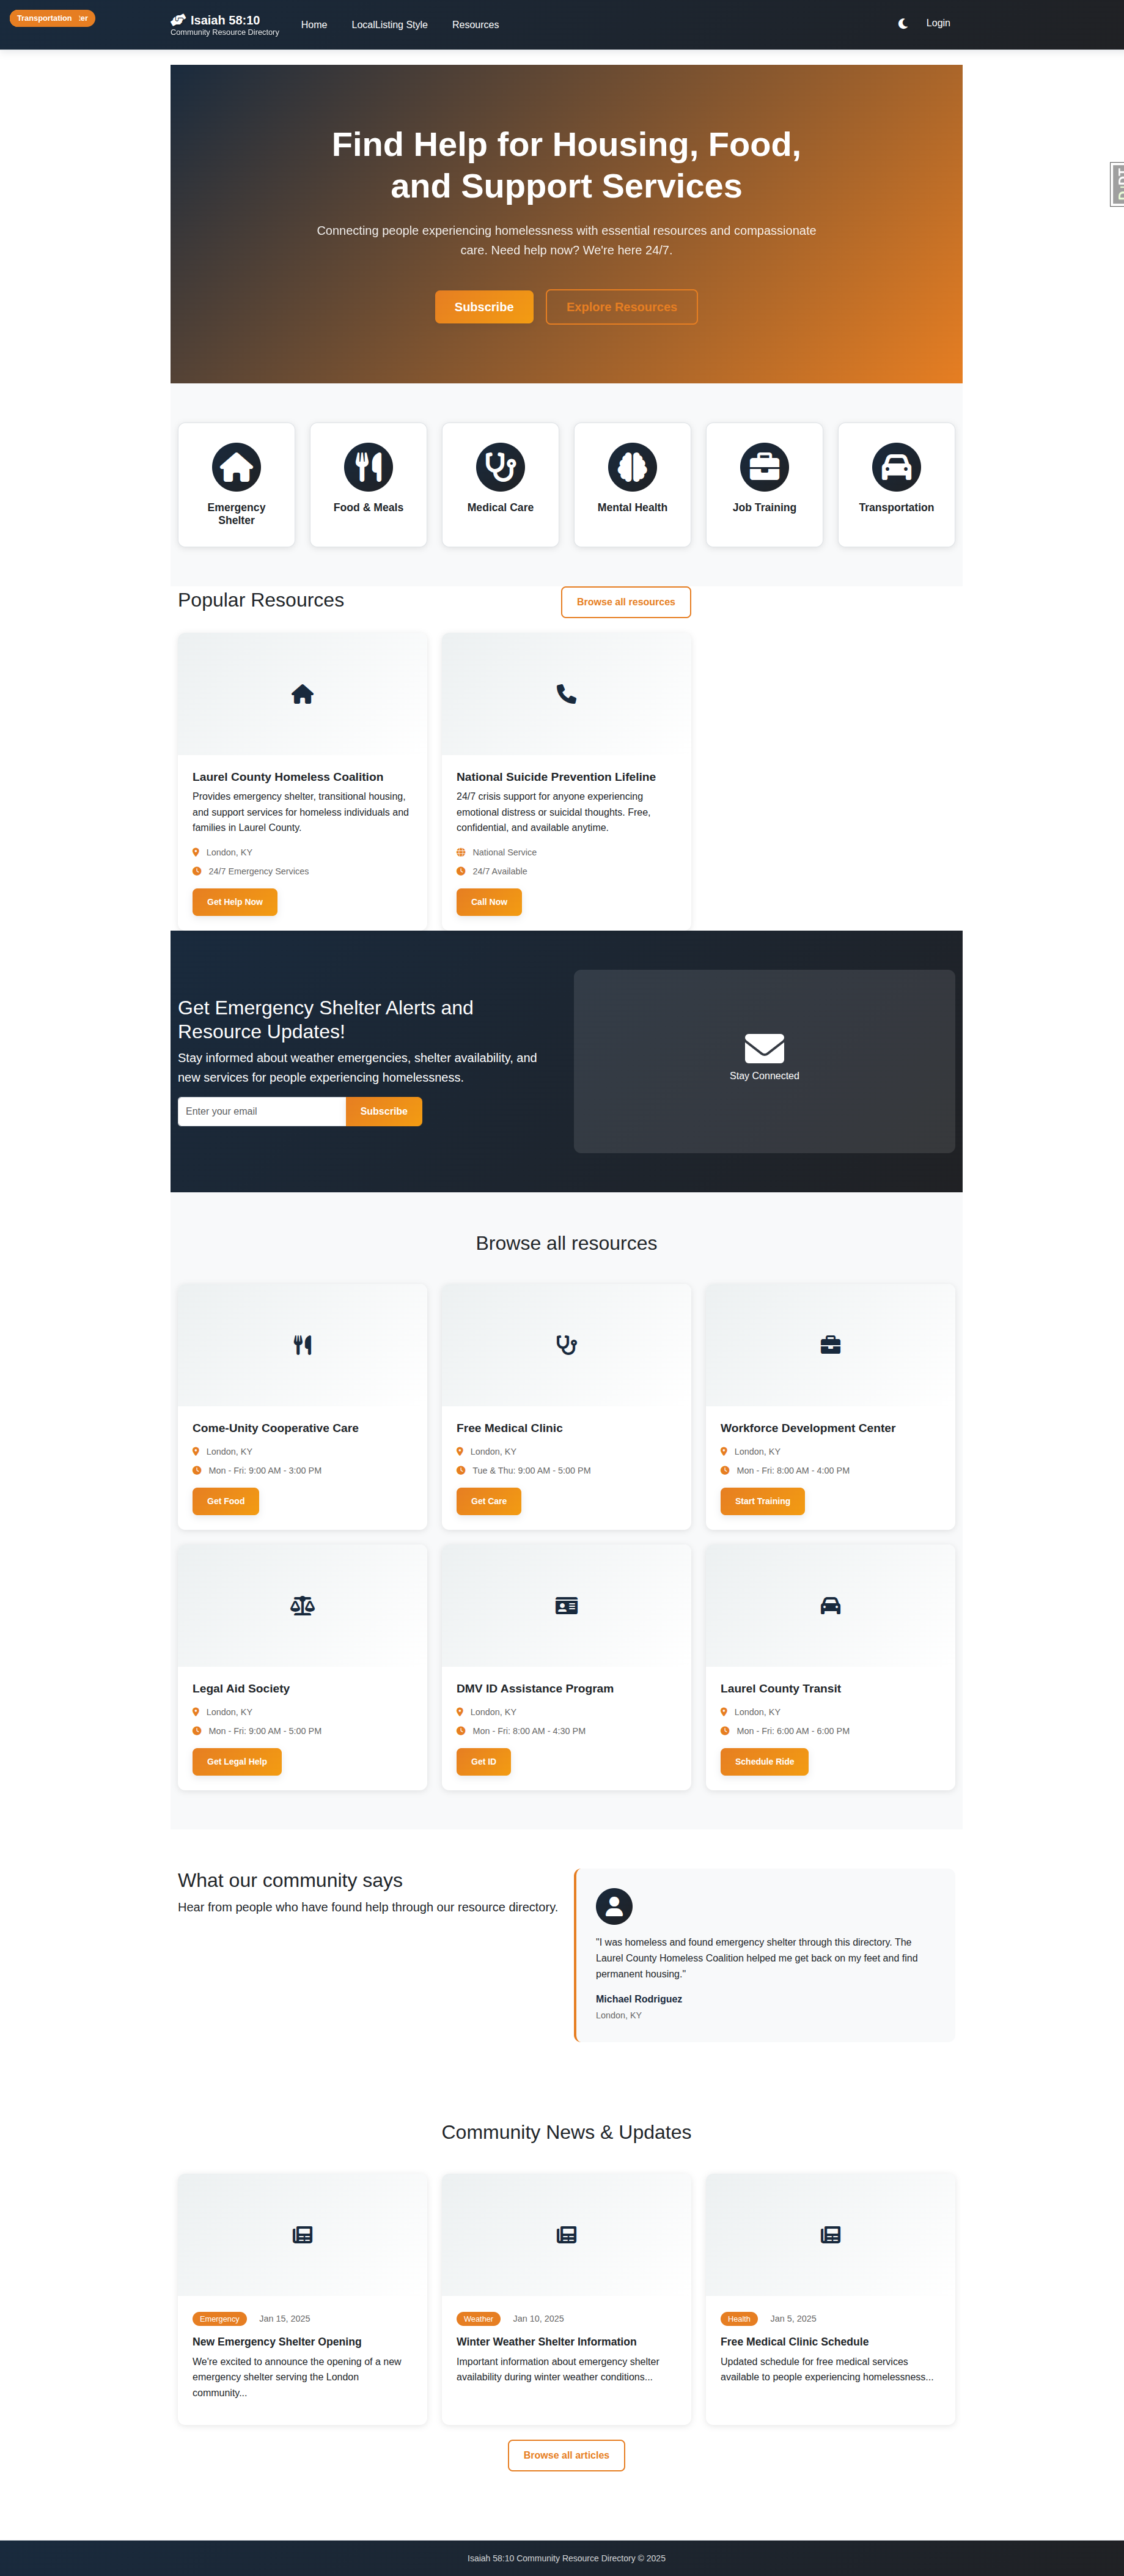 Transportation
Isaiah 58:10
Community Resource Directory
Home
LocalListing Style
Resources
Login
Find Help for Housing, Food,
and Support Services
Connecting people experiencing homelessness with essential resources and compassionate
care. Need help now? We're here 24/7.
Subscribe
Explore Resources
Emergency
Shelter
Food & Meals
Medical Care
Mental Health
Job Training
Transportation
Popular Resources
Browse all resources
Laurel County Homeless Coalition
Provides emergency shelter, transitional housing,
and support services for homeless individuals and
families in Laurel County.
London, KY
24/7 Emergency Services
Get Help Now
National Suicide Prevention Lifeline
24/7 crisis support for anyone experiencing
emotional distress or suicidal thoughts. Free,
confidential, and available anytime.
National Service
24/7 Available
Call Now
Get Emergency Shelter Alerts and
Resource Updates!
Stay informed about weather emergencies, shelter availability, and
new services for people experiencing homelessness.
Enter your email
Subscribe
Stay Connected
Browse all resources
Come-Unity Cooperative Care
London, KY
Mon - Fri: 9:00 AM - 3:00 PM
Get Food
Free Medical Clinic
London, KY
Tue & Thu: 9:00 AM - 5:00 PM
Get Care
Workforce Development Center
London, KY
Mon - Fri: 8:00 AM - 4:00 PM
Start Training
Legal Aid Society
London, KY
Mon - Fri: 9:00 AM - 5:00 PM
Get Legal Help
DMV ID Assistance Program
London, KY
Mon - Fri: 8:00 AM - 4:30 PM
Get ID
Laurel County Transit
London, KY
Mon - Fri: 6:00 AM - 6:00 PM
Schedule Ride
What our community says
Hear from people who have found help through our resource directory.
"I was homeless and found emergency shelter through this directory. The
Laurel County Homeless Coalition helped me get back on my feet and find
permanent housing."
Michael Rodriguez
London, KY
Community News & Updates
Emergency
Jan 15, 2025
New Emergency Shelter Opening
We're excited to announce the opening of a new
emergency shelter serving the London
community...
Weather
Jan 10, 2025
Winter Weather Shelter Information
Important information about emergency shelter
availability during winter weather conditions...
Health
Jan 5, 2025
Free Medical Clinic Schedule
Updated schedule for free medical services
available to people experiencing homelessness...
Browse all articles
Isaiah 58:10 Community Resource Directory © 2025